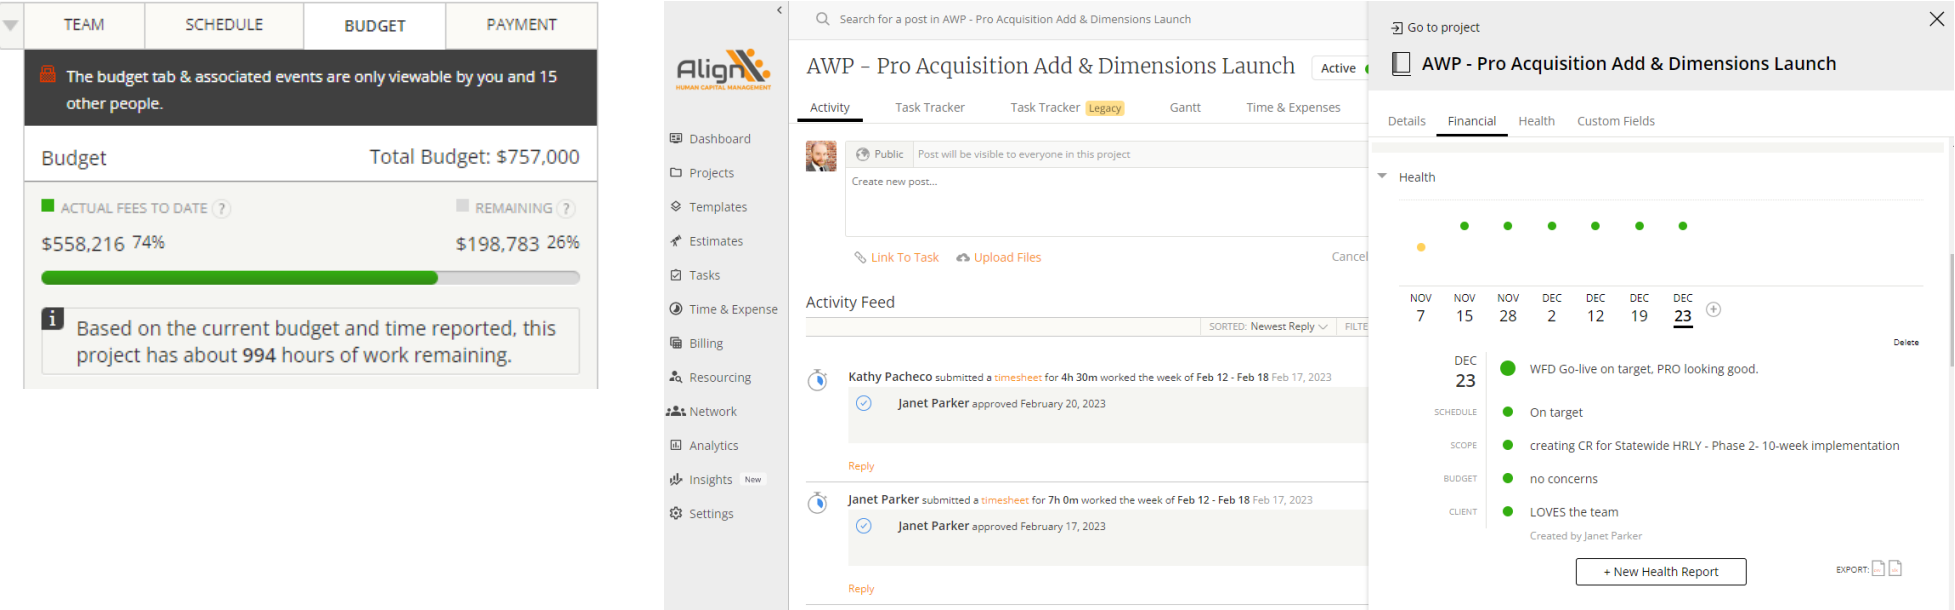 TEAM
SCHEDULE
BUDGET
PAYMENT
The budget tab & associated events are only viewable by you and 15
other people.
Budget
Total Budget: $757,000
ACTUAL FEES TO DATE ?
REMAINING ?
$558,216 74%
$198,783 26%
Based on the current budget and time reported, this
project has about 994 hours of work remaining.
Align
HUMAN CAPITAL MANAGEMENT
Dashboard
Projects
Templates
Estimates
Tasks
Time & Expense
Billing
Resourcing
Network
Analytics
Insights New
Settings
Search for a post in AWP - Pro Acquisition Add & Dimensions Launch
AWP - Pro Acquisition Add & Dimensions Launch
Active
Activity
Task Tracker
Task Tracker Legacy
Gantt
Time & Expenses
Public
Post will be visible to everyone in this project
Create new post...
Link To Task
Upload Files
Cancel
Activity Feed
SORTED: Newest Reply
FILTE
Kathy Pacheco submitted a timesheet for 4h 30m worked the week of Feb 12 - Feb 18 Feb 17, 2023
Janet Parker approved February 20, 2023
Reply
Janet Parker submitted a timesheet for 7h 0m worked the week of Feb 12 - Feb 18 Feb 17, 2023
Janet Parker approved February 17, 2023
Reply
Go to project
AWP - Pro Acquisition Add & Dimensions Launch
Details
Financial
Health
Custom Fields
Health
NOV 7
NOV 15
NOV 28
DEC 2
DEC 12
DEC 19
DEC 23
Delete
DEC 23
WFD Go-live on target, PRO looking good.
SCHEDULE
On target
SCOPE
creating CR for Statewide HRLY - Phase 2- 10-week implementation
BUDGET
no concerns
CLIENT
LOVES the team
Created by Janet Parker
+ New Health Report
EXPORT: